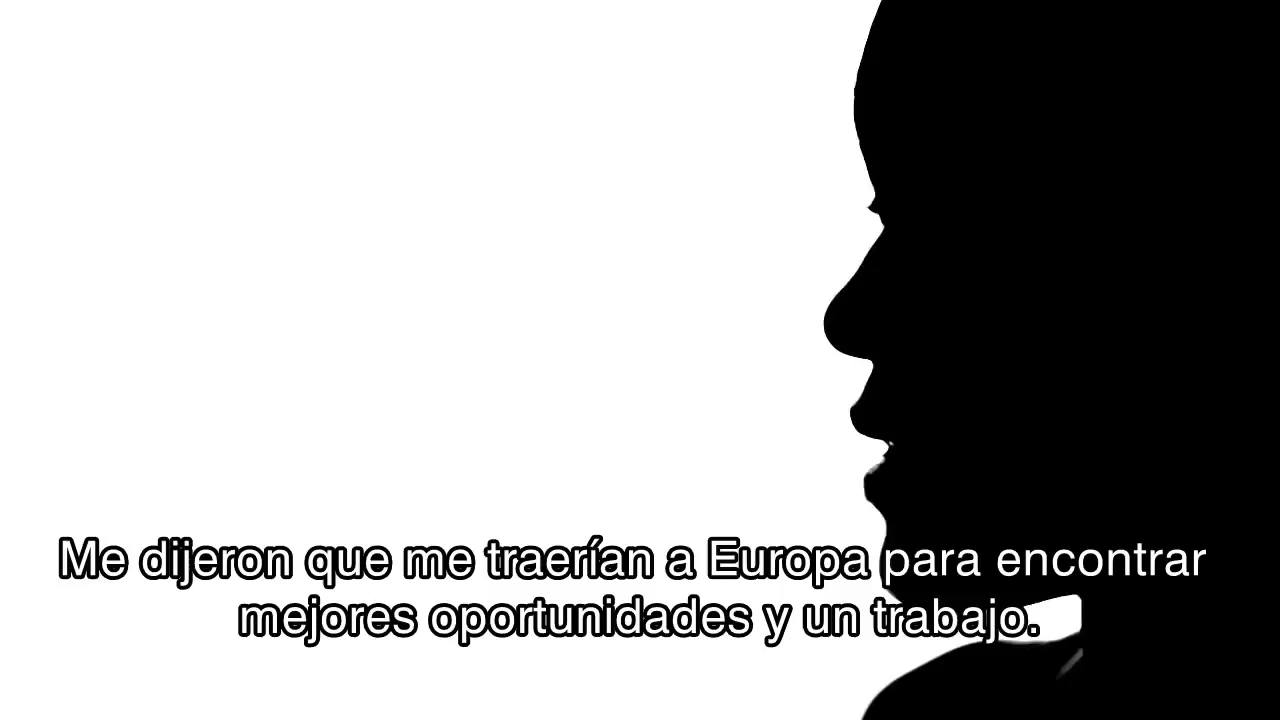 Me dijeron que me traerían a Europa para encontrar
mejores oportunidades y un trabajo.